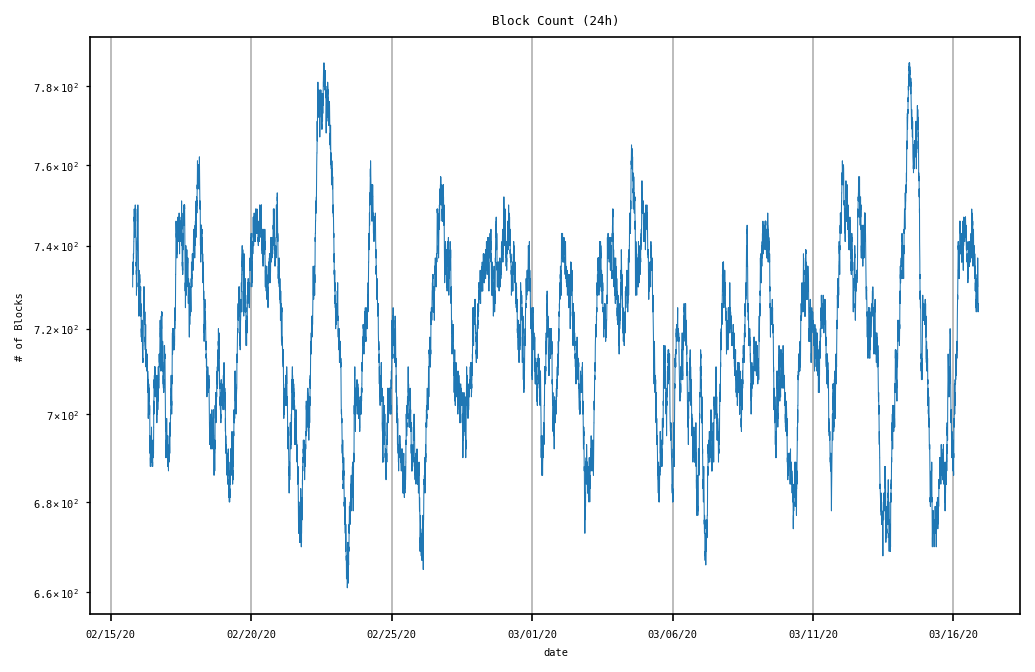 Block Count (24h)
# of Blocks
7.8×10²
7.6×10²
7.4×10²
7.2×10²
7×10²
6.8×10²
6.6×10²
02/15/20 02/20/20 02/25/20 03/01/20 03/06/20 03/11/20 03/16/20
date